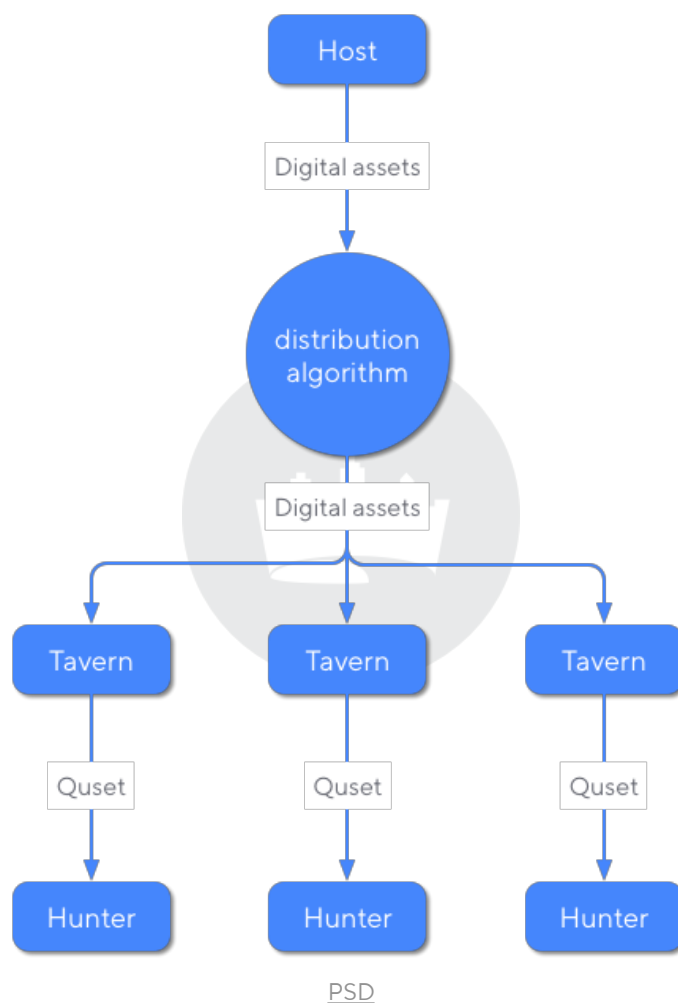 Host
Digital assets
distribution
algorithm
Digital assets
Tavern
Tavern
Tavern
Quset
Quset
Quset
Hunter
Hunter
Hunter
PSD